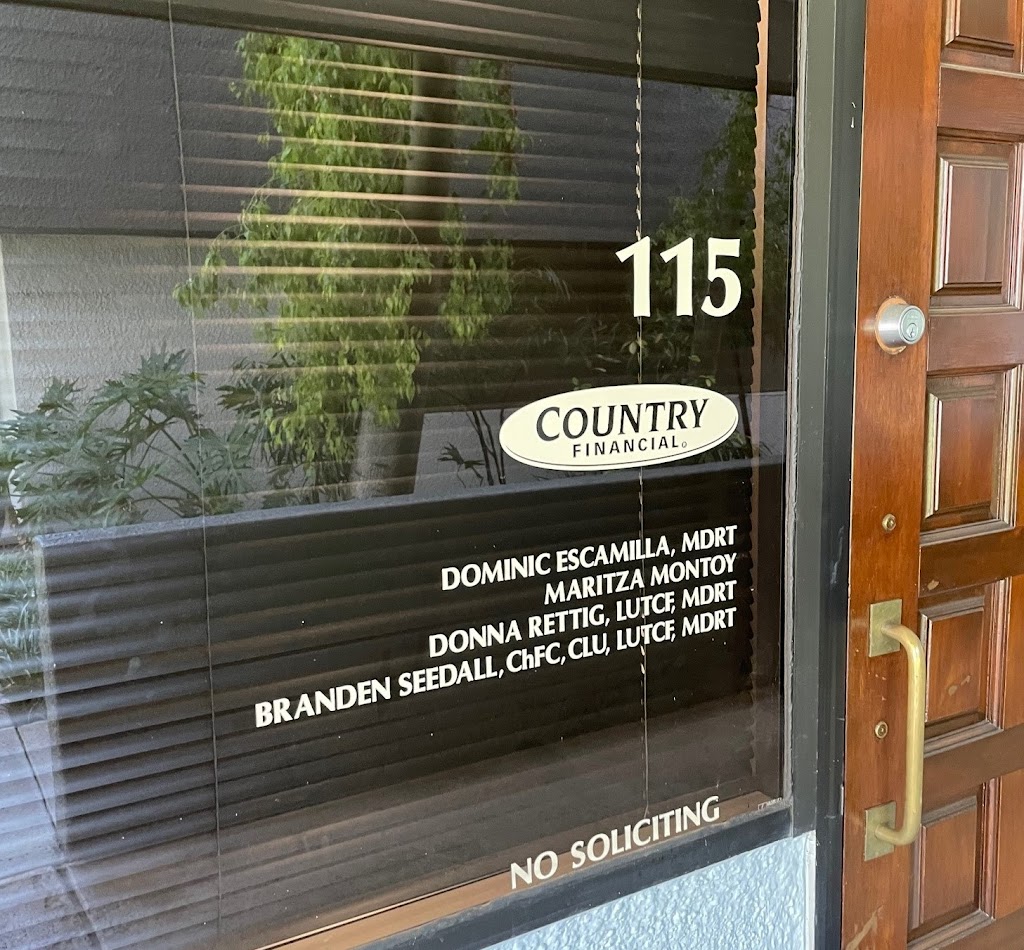 115
COUNTRY
FINANCIAL
DOMINIC ESCAMILLA, MDRT
MARITZA MONTOY
DONNA RETTIG, LUTCF, MDRT
BRANDEN SEEDALL, ChFC, CLU, LUTCF, MDRT
NO SOLICITING